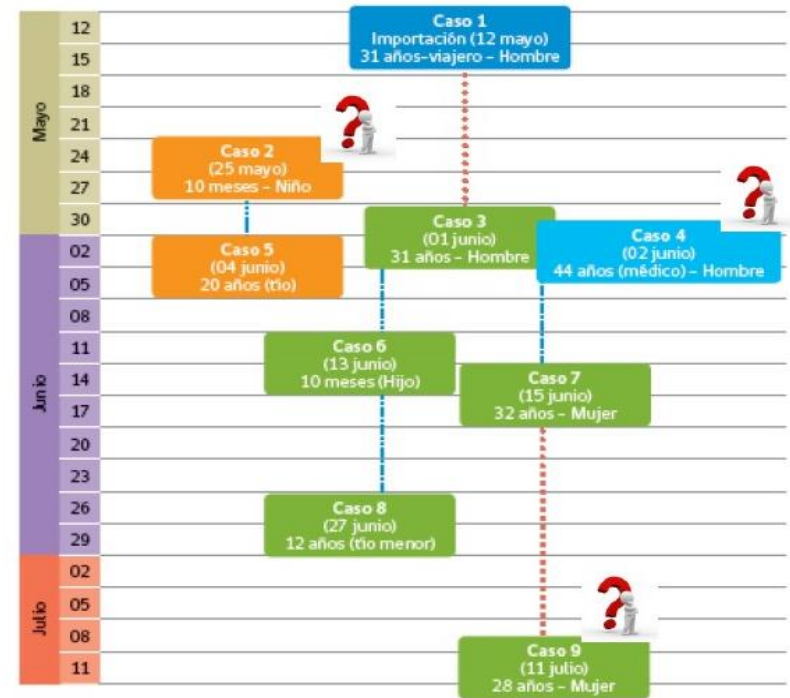 Mayo
12
15
18
21
24
27
30
Junio
02
05
08
11
14
17
20
23
26
29
Julio
02
05
08
11
Caso 1
Importación (12 mayo)
31 años-viajero – Hombre
?
Caso 2
(25 mayo)
10 meses – Niño
?
Caso 3
(01 junio)
31 años – Hombre
Caso 4
(02 junio)
44 años (médico) – Hombre
Caso 5
(04 junio)
20 años (tío)
Caso 6
(13 junio)
10 meses (Hijo)
Caso 7
(15 junio)
32 años – Mujer
Caso 8
(27 junio)
12 años (tío menor)
?
Caso 9
(11 julio)
28 años – Mujer